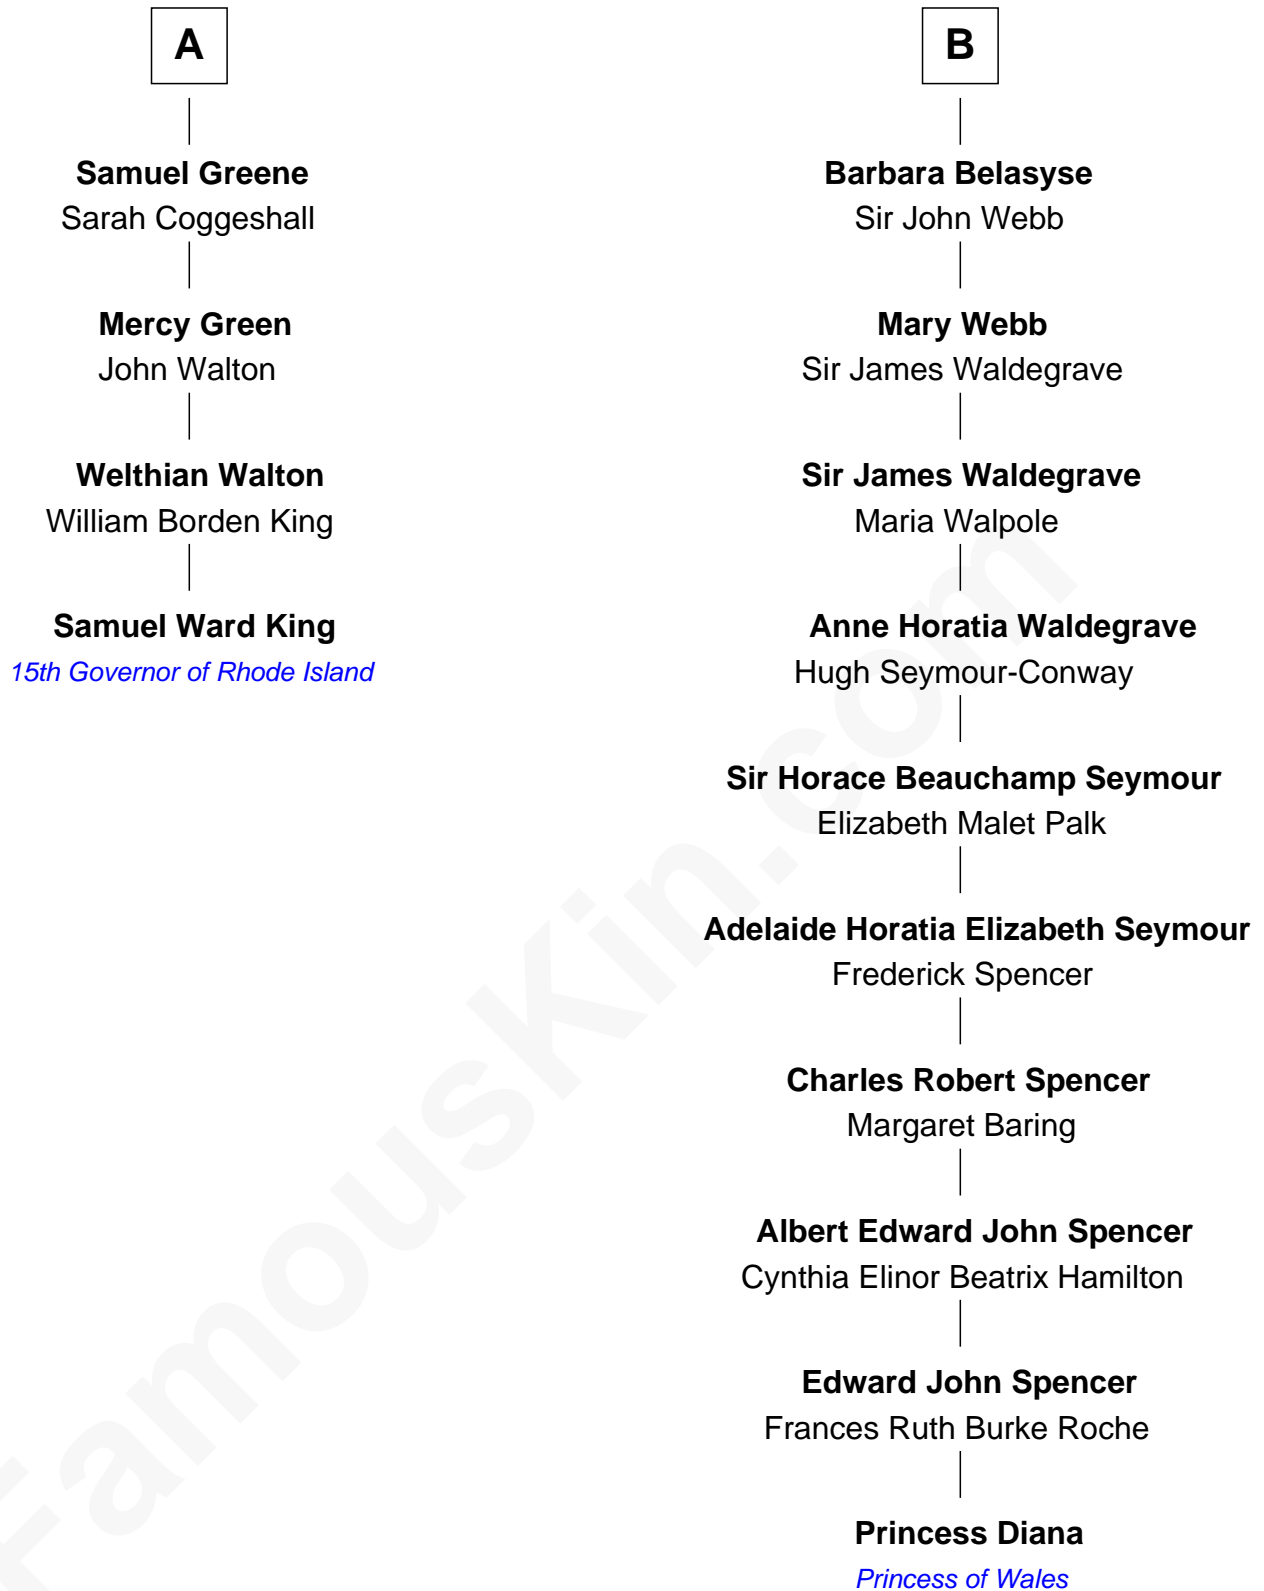 A
Samuel Greene
Sarah Coggeshall
Mercy Green
John Walton
Welthian Walton
William Borden King
Samuel Ward King
15th Governor of Rhode Island
B
Barbara Belasyse
Sir John Webb
Mary Webb
Sir James Waldegrave
Sir James Waldegrave
Maria Walpole
Anne Horatia Waldegrave
Hugh Seymour-Conway
Sir Horace Beauchamp Seymour
Elizabeth Malet Palk
Adelaide Horatia Elizabeth Seymour
Frederick Spencer
Charles Robert Spencer
Margaret Baring
Albert Edward John Spencer
Cynthia Elinor Beatrix Hamilton
Edward John Spencer
Frances Ruth Burke Roche
Princess Diana
Princess of Wales
FamousKin.com